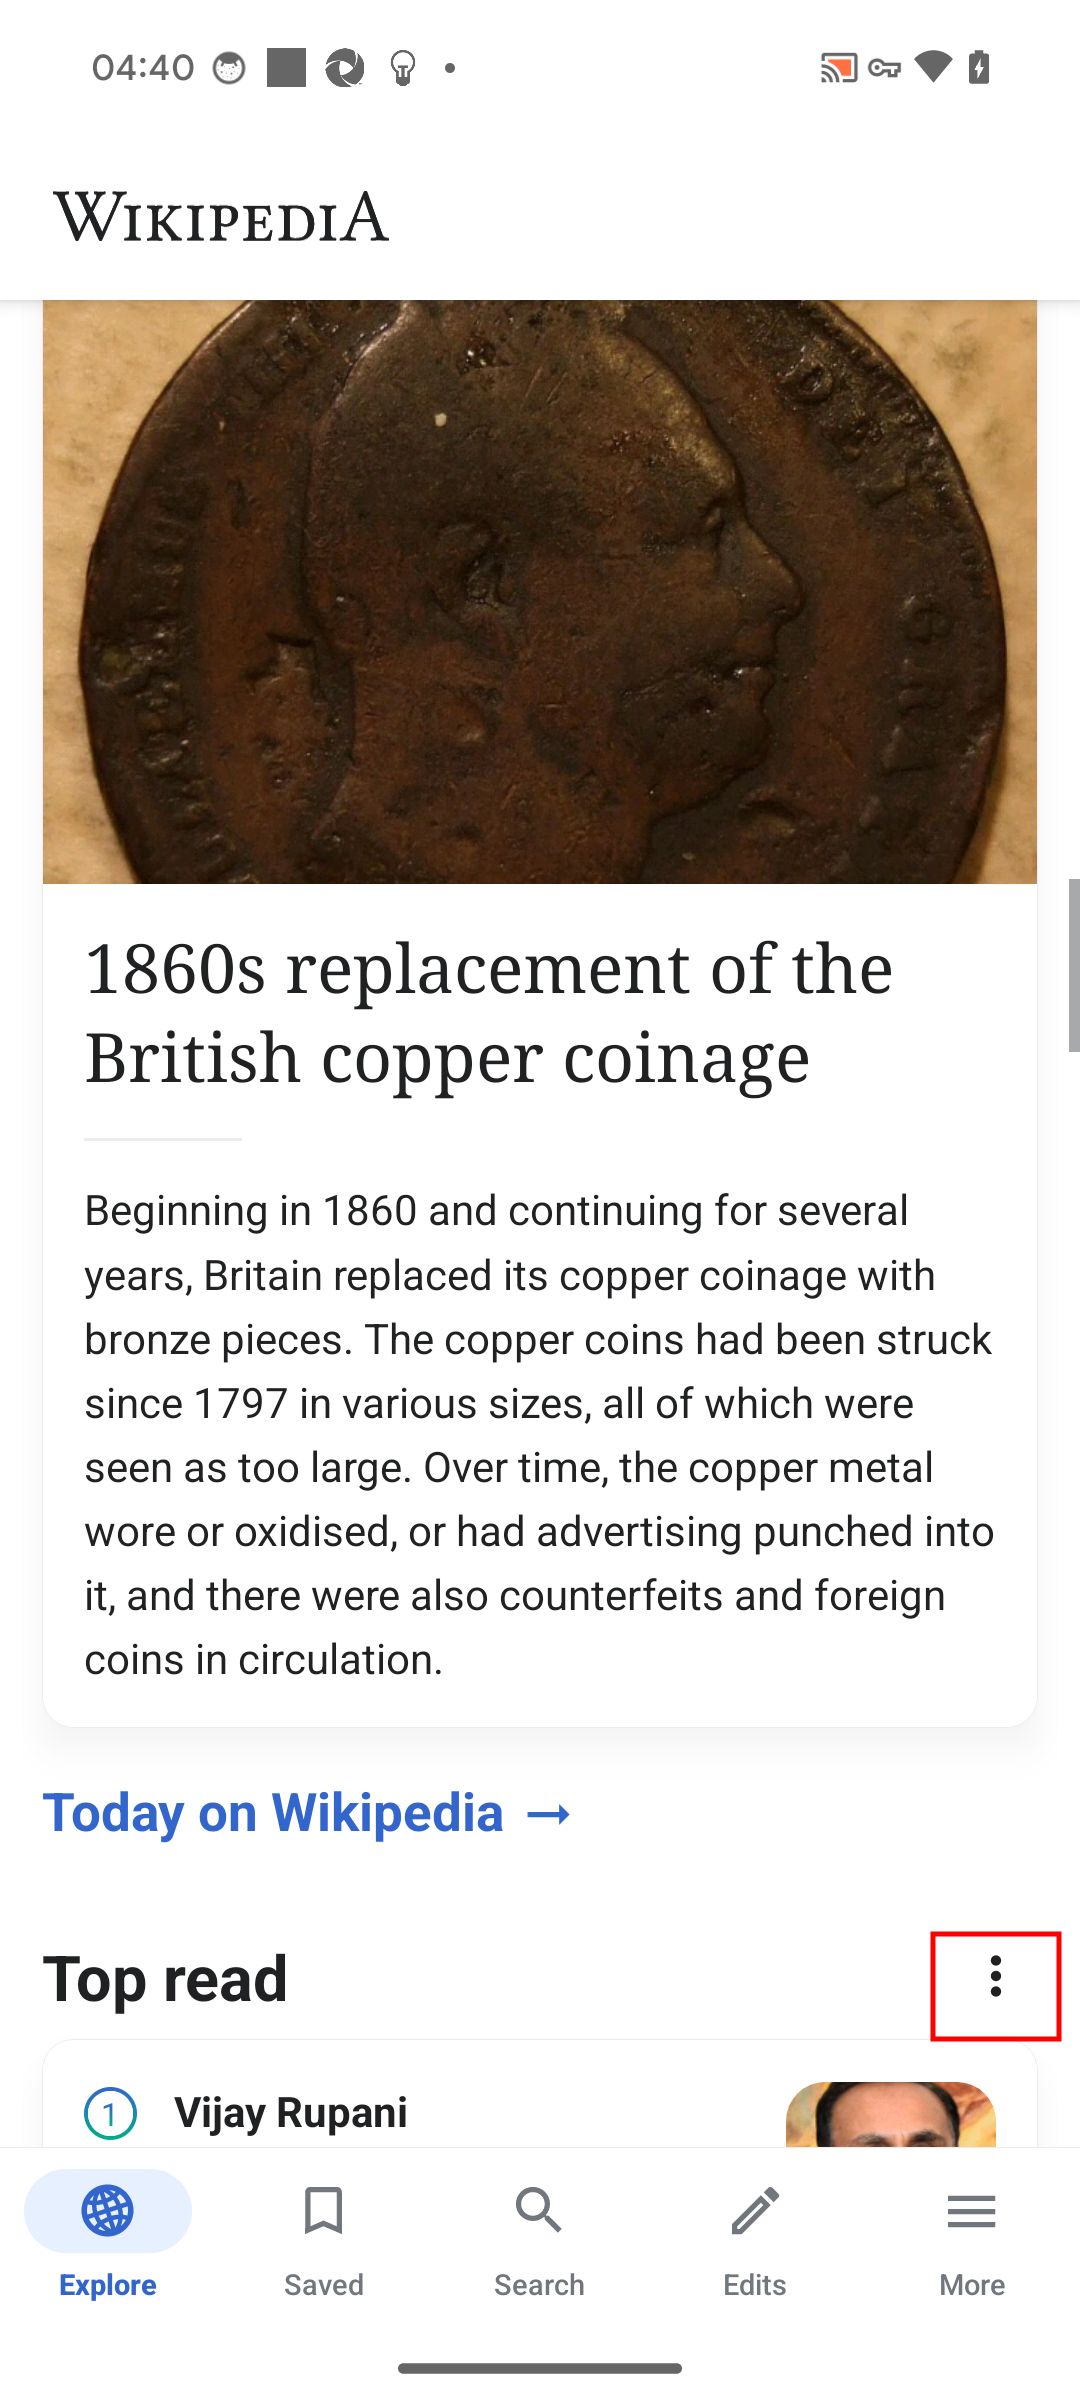 04:40
WIKIPEDIA
1860s replacement of the
British copper coinage
Beginning in 1860 and continuing for several
years, Britain replaced its copper coinage with
bronze pieces. The copper coins had been struck
since 1797 in various sizes, all of which were
seen as too large. Over time, the copper metal
wore or oxidised, or had advertising punched into
it, and there were also counterfeits and foreign
coins in circulation.
Today on Wikipedia →
Top read
1 Vijay Rupani
Explore Saved Search Edits More